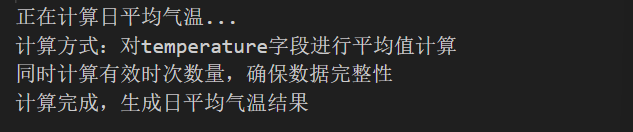 正在计算日平均气温...
计算方式：对temperature字段进行平均值计算
同时计算有效时次数量，确保数据完整性
计算完成，生成日平均气温结果